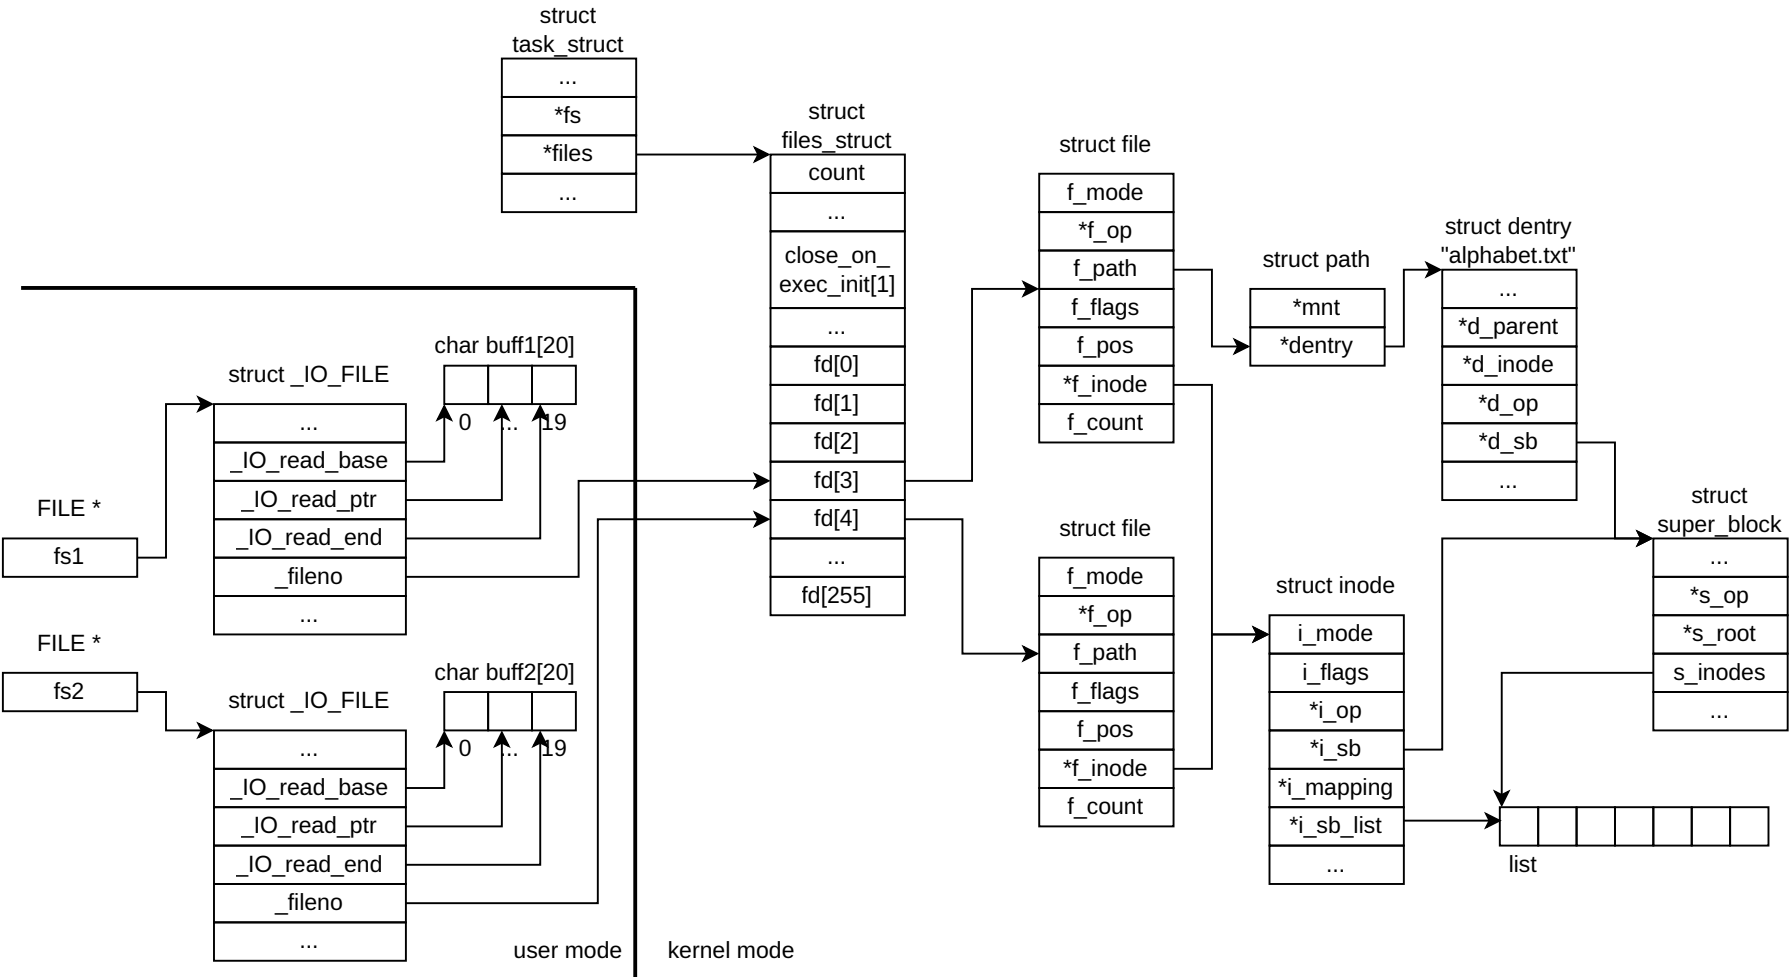 struct
task_struct
...
*fs
*files
...
struct
files_struct
count
...
close_on_
exec_init[1]
...
fd[0]
fd[1]
fd[2]
fd[3]
fd[4]
...
fd[255]
struct file
f_mode
*f_op
f_path
f_flags
f_pos
*f_inode
f_count
struct path
*mnt
*dentry
struct dentry
"alphabet.txt"
...
*d_parent
*d_inode
*d_op
*d_sb
...
struct
super_block
...
*s_op
*s_root
s_inodes
...
struct file
f_mode
*f_op
f_path
f_flags
f_pos
*f_inode
f_count
struct inode
i_mode
i_flags
*i_op
*i_sb
*i_mapping
*i_sb_list
...
list
FILE *
fs1
struct _IO_FILE
...
_IO_read_base
_IO_read_ptr
_IO_read_end
_fileno
...
char buff1[20]
0 ... 19
FILE *
fs2
struct _IO_FILE
...
_IO_read_base
_IO_read_ptr
_IO_read_end
_fileno
...
char buff2[20]
0 ... 19
user mode
kernel mode